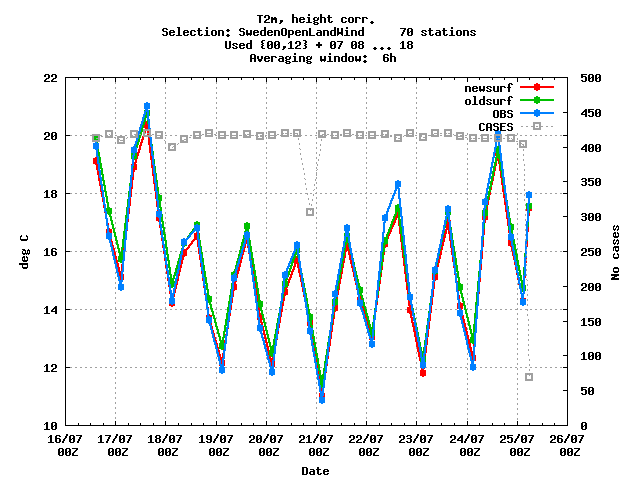 T2m, height corr.
Selection: SwedenOpenLandWind 70 stations
Used {00,12} + 07 08 ... 18
Averaging window: 6h
22 500
newsurf
oldsurf
OBS
CASES
450
20 400
350
18
300
16 250
200
14
150
12 100
50
10 0
deg C
No cases
16/07 17/07 18/07 19/07 20/07 21/07 22/07 23/07 24/07 25/07 26/07
00Z 00Z 00Z 00Z 00Z 00Z 00Z 00Z 00Z 00Z 00Z
Date